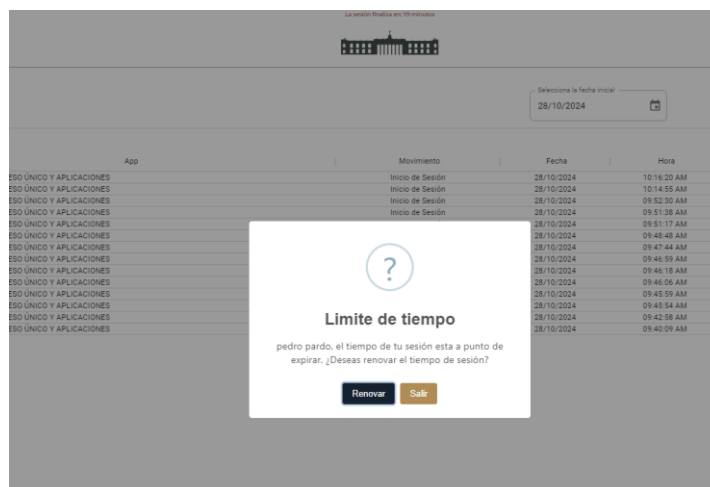 La sesión finaliza en: 19 minutos
Selecciona la fecha inicial
28/10/2024
App Movimiento Fecha Hora
ESO ÚNICO Y APLICACIONES Inicio de Sesión 28/10/2024 10:16:20 AM
ESO ÚNICO Y APLICACIONES Inicio de Sesión 28/10/2024 10:14:55 AM
ESO ÚNICO Y APLICACIONES Inicio de Sesión 28/10/2024 09:52:30 AM
ESO ÚNICO Y APLICACIONES Inicio de Sesión 28/10/2024 09:51:38 AM
ESO ÚNICO Y APLICACIONES 28/10/2024 09:51:17 AM
ESO ÚNICO Y APLICACIONES 28/10/2024 09:48:48 AM
ESO ÚNICO Y APLICACIONES 28/10/2024 09:47:44 AM
ESO ÚNICO Y APLICACIONES 28/10/2024 09:46:59 AM
ESO ÚNICO Y APLICACIONES 28/10/2024 09:46:18 AM
ESO ÚNICO Y APLICACIONES 28/10/2024 09:46:06 AM
ESO ÚNICO Y APLICACIONES 28/10/2024 09:45:59 AM
ESO ÚNICO Y APLICACIONES 28/10/2024 09:45:54 AM
ESO ÚNICO Y APLICACIONES 28/10/2024 09:42:58 AM
ESO ÚNICO Y APLICACIONES 28/10/2024 09:40:09 AM
?
Limite de tiempo
pedro pardo, el tiempo de tu sesión esta a punto de
expirar. ¿Deseas renovar el tiempo de sesión?
Renovar Salir